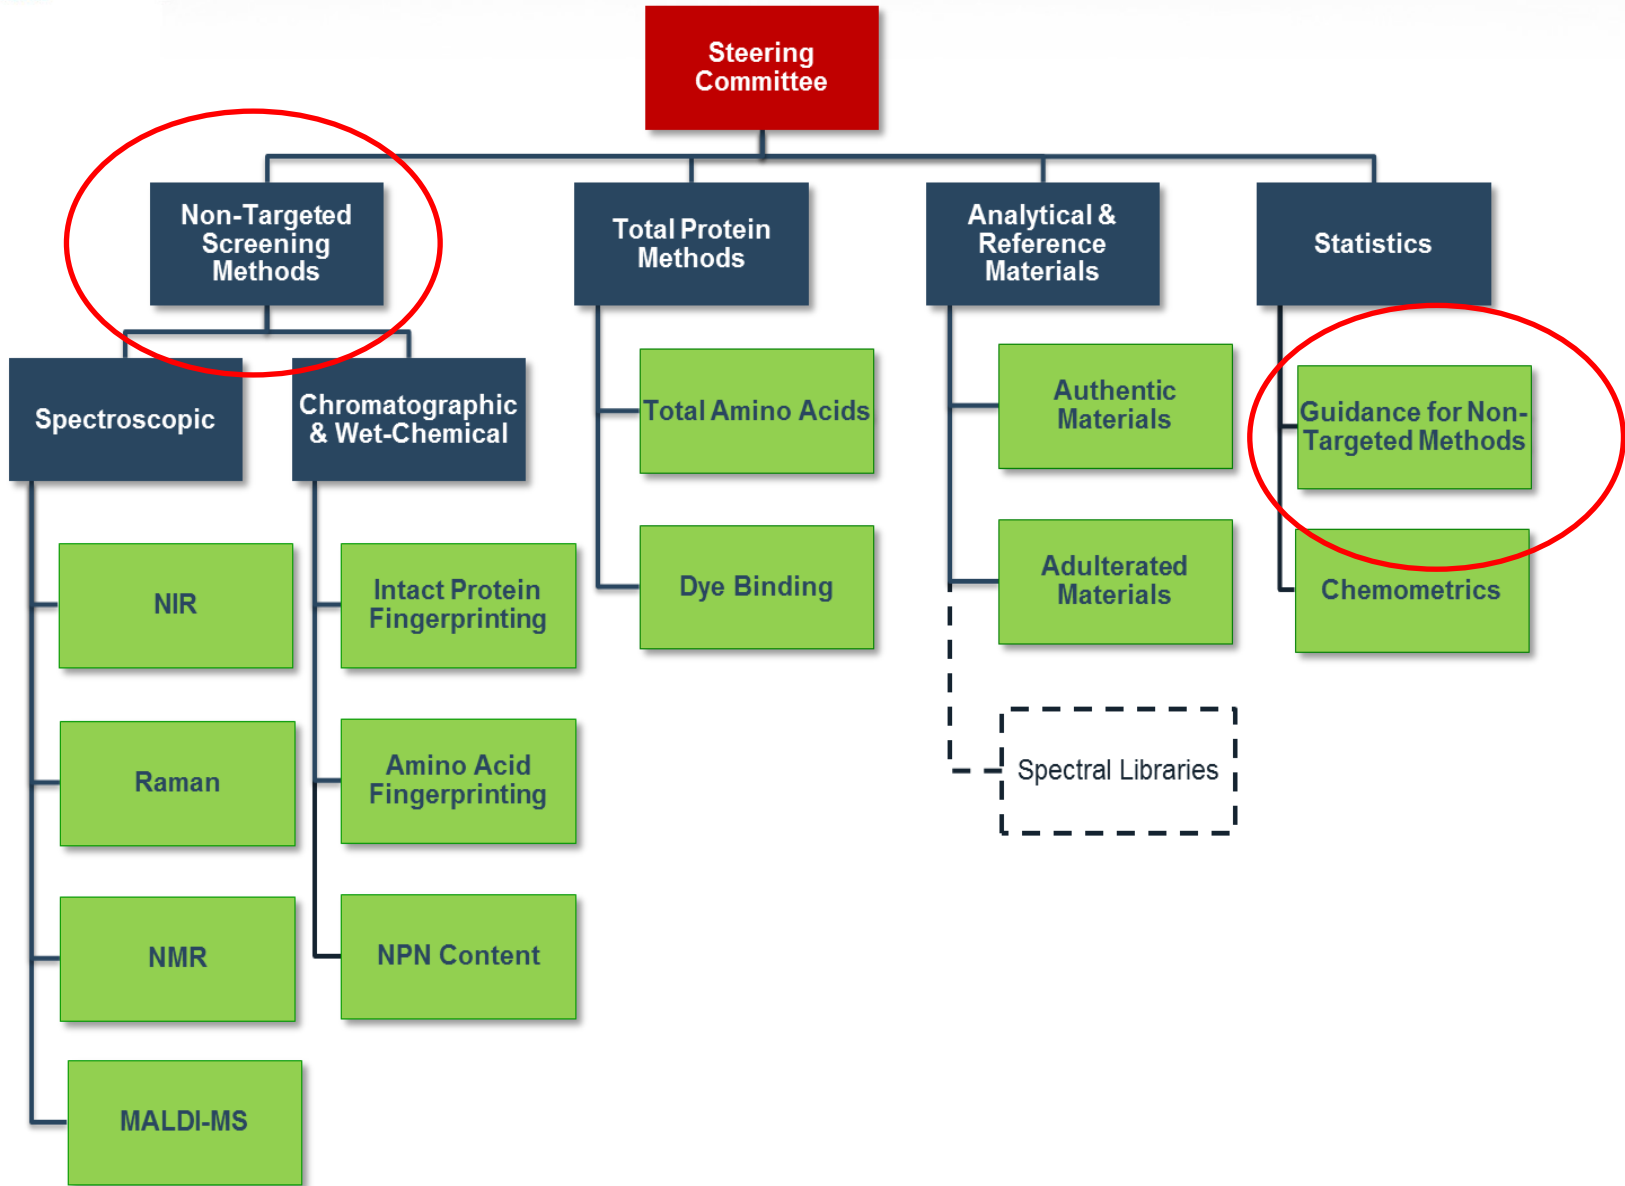 Steering
Committee
Non-Targeted
Screening
Methods
Total Protein
Methods
Analytical &
Reference
Materials
Statistics
Spectroscopic
Chromatographic
& Wet-Chemical
NIR
Raman
NMR
MALDI-MS
Intact Protein
Fingerprinting
Amino Acid
Fingerprinting
NPN Content
Total Amino Acids
Dye Binding
Authentic
Materials
Adulterated
Materials
Spectral Libraries
Guidance for Non-
Targeted Methods
Chemometrics